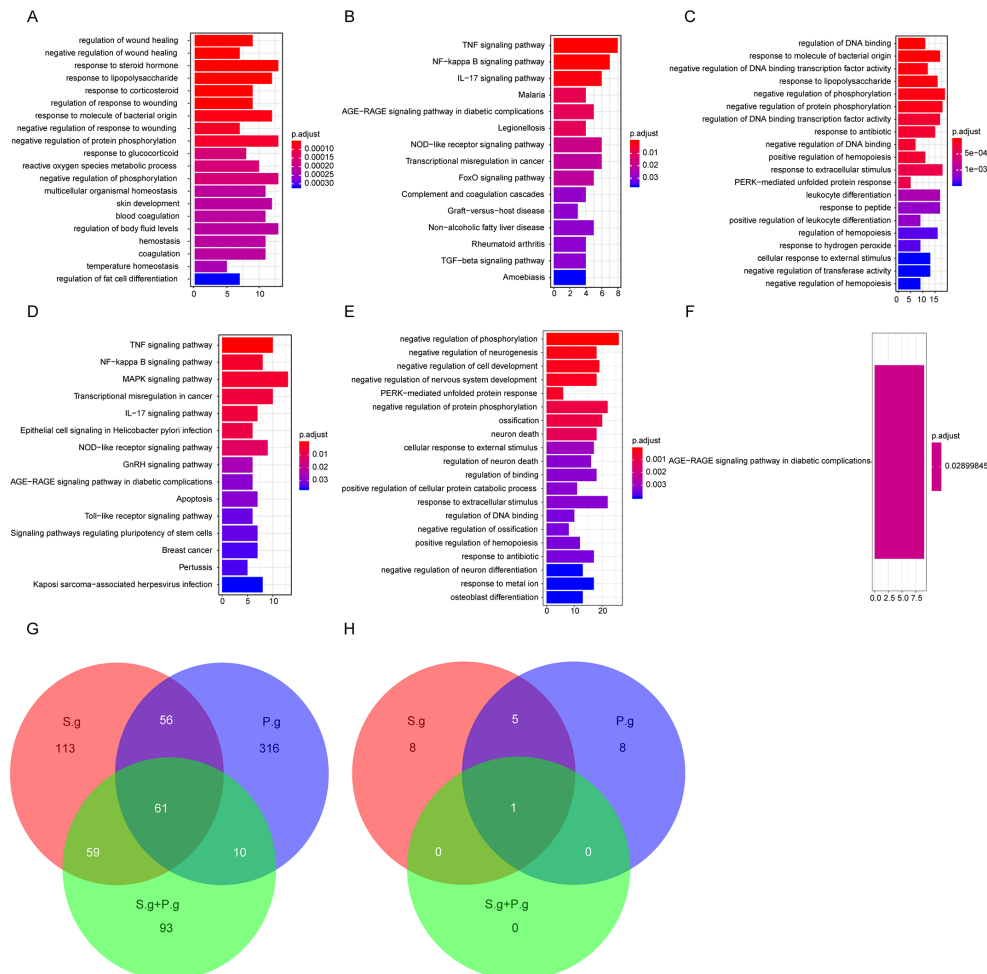 A
regulation of wound healing
negative regulation of wound healing
response to steroid hormone
response to lipopolysaccharide
response to corticosteroid
regulation of response to wounding
response to molecule of bacterial origin
negative regulation of response to wounding
negative regulation of protein phosphorylation
response to glucocorticoid
reactive oxygen species metabolic process
negative regulation of phosphorylation
multicellular organismal homeostasis
skin development
blood coagulation
regulation of body fluid levels
hemostasis
coagulation
temperature homeostasis
regulation of fat cell differentiation
0 5 10
p.adjust
0.00010
0.00015
0.00020
0.00025
0.00030
B
TNF signaling pathway
NF−kappa B signaling pathway
IL−17 signaling pathway
Malaria
AGE−RAGE signaling pathway in diabetic complications
Legionellosis
NOD−like receptor signaling pathway
Transcriptional misregulation in cancer
FoxO signaling pathway
Complement and coagulation cascades
Graft−versus−host disease
Non−alcoholic fatty liver disease
Rheumatoid arthritis
TGF−beta signaling pathway
Amoebiasis
0 2 4 6 8
p.adjust
0.01
0.02
0.03
C
regulation of DNA binding
response to molecule of bacterial origin
negative regulation of DNA binding transcription factor activity
response to lipopolysaccharide
negative regulation of phosphorylation
negative regulation of protein phosphorylation
regulation of DNA binding transcription factor activity
response to antibiotic
negative regulation of DNA binding
positive regulation of hemopoiesis
response to extracellular stimulus
PERK−mediated unfolded protein response
leukocyte differentiation
response to peptide
positive regulation of leukocyte differentiation
regulation of hemopoiesis
response to hydrogen peroxide
cellular response to external stimulus
negative regulation of transferase activity
negative regulation of hemopoiesis
0 5 10 15
p.adjust
5e−04
1e−03
D
TNF signaling pathway
NF−kappa B signaling pathway
MAPK signaling pathway
Transcriptional misregulation in cancer
IL−17 signaling pathway
Epithelial cell signaling in Helicobacter pylori infection
NOD−like receptor signaling pathway
GnRH signaling pathway
AGE−RAGE signaling pathway in diabetic complications
Apoptosis
Toll−like receptor signaling pathway
Signaling pathways regulating pluripotency of stem cells
Breast cancer
Pertussis
Kaposi sarcoma−associated herpesvirus infection
0 5 10
p.adjust
0.01
0.02
0.03
E
negative regulation of phosphorylation
negative regulation of neurogenesis
negative regulation of cell development
negative regulation of nervous system development
PERK−mediated unfolded protein response
negative regulation of protein phosphorylation
ossification
neuron death
cellular response to external stimulus
regulation of neuron death
regulation of binding
positive regulation of cellular protein catabolic process
response to extracellular stimulus
regulation of DNA binding
negative regulation of ossification
positive regulation of hemopoiesis
response to antibiotic
negative regulation of neuron differentiation
response to metal ion
osteoblast differentiation
0 10 20
p.adjust
0.001
0.002
0.003
F
AGE−RAGE signaling pathway in diabetic complications
0.0 2.5 5.0 7.5
p.adjust
0.02899845
G
S.g
113
56
P.g
316
61
59
10
S.g+P.g
93
H
S.g
8
5
P.g
8
1
0
0
S.g+P.g
0